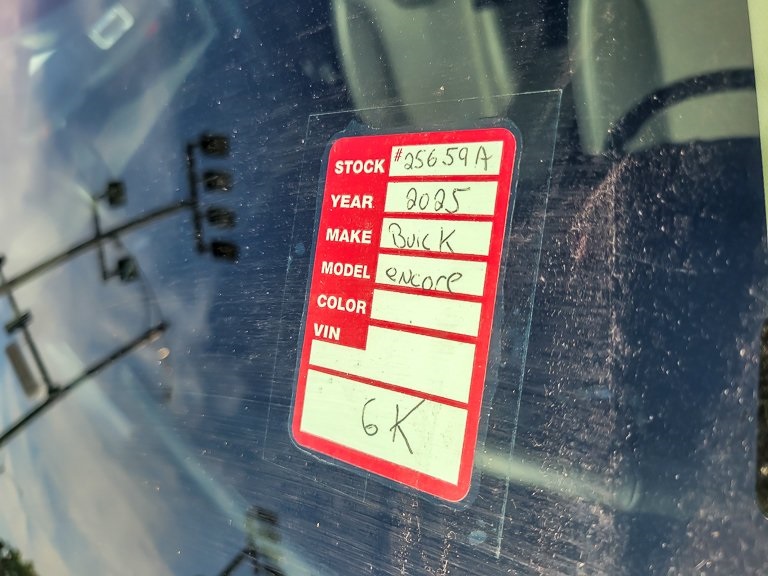 STOCK #25659A
YEAR 2025
MAKE Buick
MODEL encore
COLOR
VIN
6K